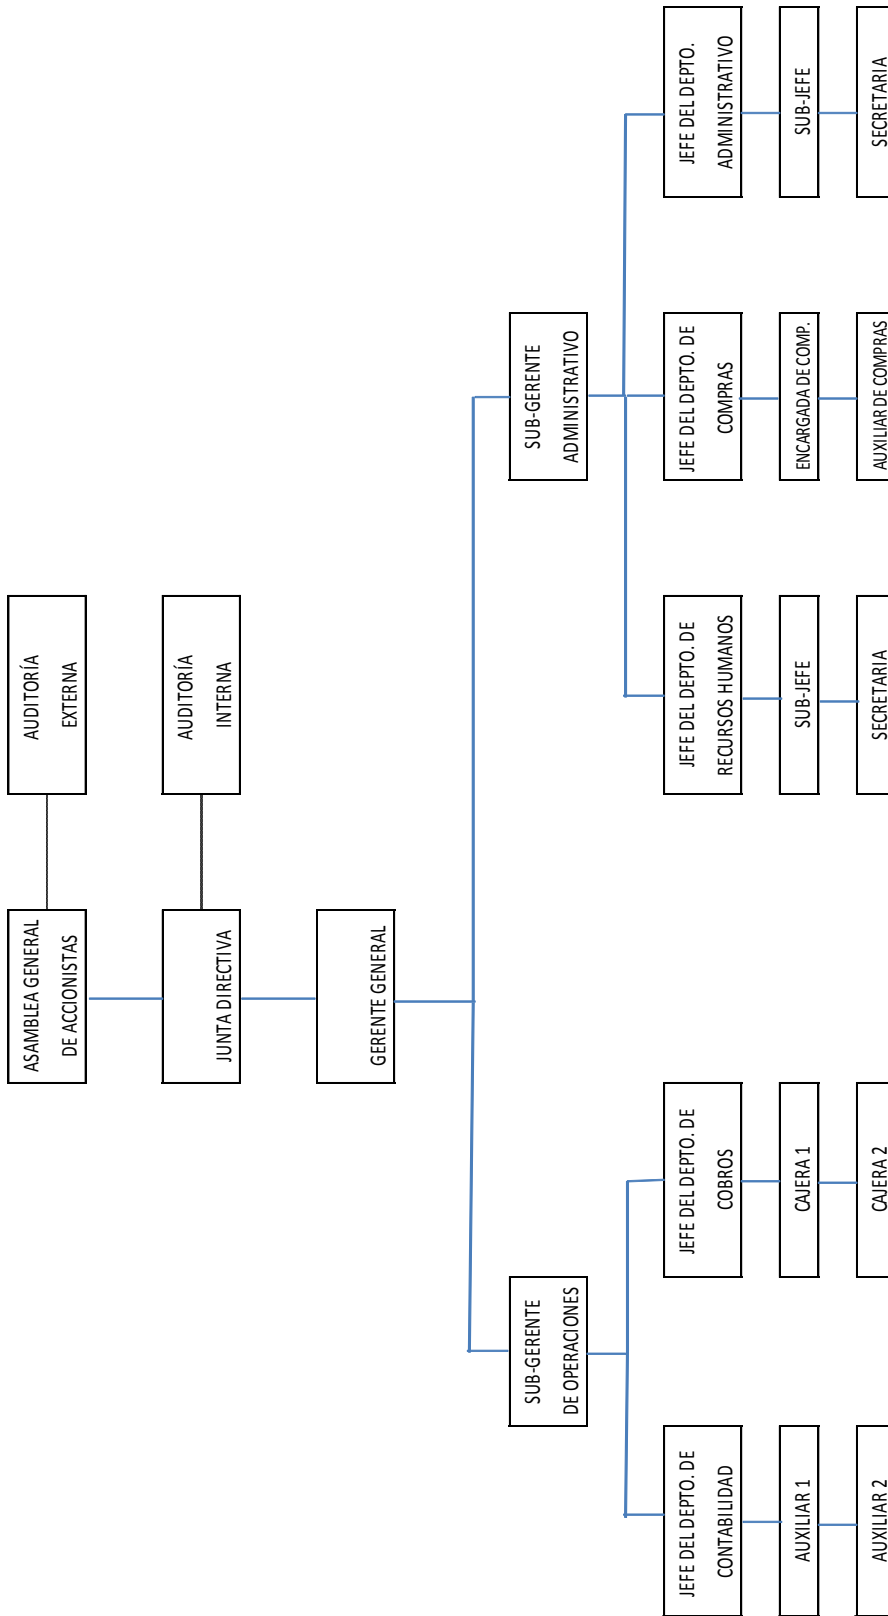 ASAMBLEA GENERAL
DE ACCIONISTAS
AUDITORÍA
EXTERNA
JUNTA DIRECTIVA
AUDITORÍA
INTERNA
GERENTE GENERAL
SUB-GERENTE
DE OPERACIONES
SUB-GERENTE
ADMINISTRATIVO
JEFE DEL DEPTO. DE
CONTABILIDAD
JEFE DEL DEPTO. DE
COBROS
JEFE DEL DEPTO. DE
RECURSOS HUMANOS
JEFE DEL DEPTO. DE
COMPRAS
JEFE DEL DEPTO.
ADMINISTRATIVO
AUXILIAR 1
CAJERA 1
SUB-JEFE
ENCARGADA DE COMP.
SUB-JEFE
AUXILIAR 2
CAJERA 2
SECRETARIA
AUXILIAR DE COMPRAS
SECRETARIA